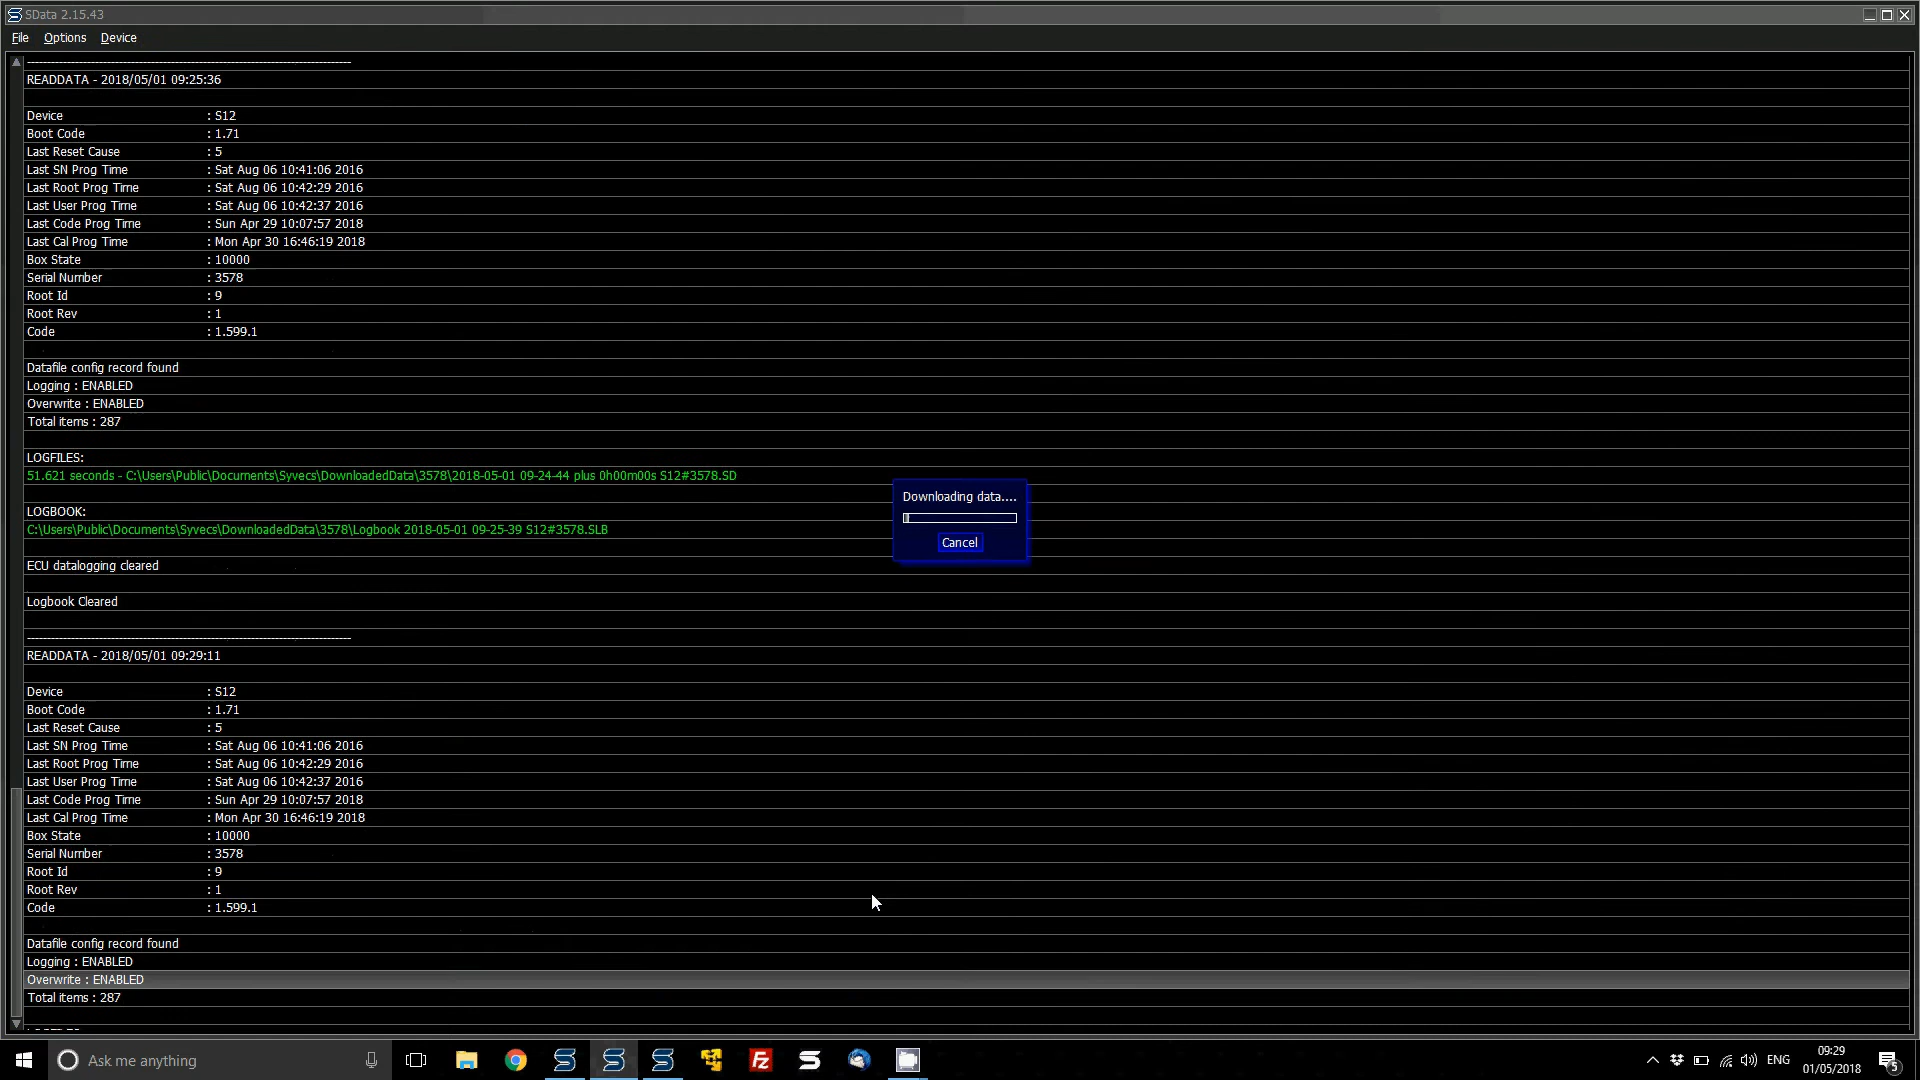 SData 2.15.43
File Options Device
READDATA - 2018/05/01 09:25:36
Device : S12
Boot Code : 1.71
Last Reset Cause : 5
Last SN Prog Time : Sat Aug 06 10:41:06 2016
Last Root Prog Time : Sat Aug 06 10:42:29 2016
Last User Prog Time : Sat Aug 06 10:42:37 2016
Last Code Prog Time : Sun Apr 29 10:07:57 2018
Last Cal Prog Time : Mon Apr 30 16:46:19 2018
Box State : 10000
Serial Number : 3578
Root Id : 9
Root Rev : 1
Code : 1.599.1
Datafile config record found
Logging : ENABLED
Overwrite : ENABLED
Total items : 287
LOGFILES:
51.621 seconds - C:\Users\Public\Documents\Syvecs\DownloadedData\3578\2018-05-01 09-24-44 plus 0h00m00s S12#3578.SD
LOGBOOK:
C:\Users\Public\Documents\Syvecs\DownloadedData\3578\Logbook 2018-05-01 09-25-39 S12#3578.SLB
ECU datalogging cleared
Logbook Cleared
READDATA - 2018/05/01 09:29:11
Device : S12
Boot Code : 1.71
Last Reset Cause : 5
Last SN Prog Time : Sat Aug 06 10:41:06 2016
Last Root Prog Time : Sat Aug 06 10:42:29 2016
Last User Prog Time : Sat Aug 06 10:42:37 2016
Last Code Prog Time : Sun Apr 29 10:07:57 2018
Last Cal Prog Time : Mon Apr 30 16:46:19 2018
Box State : 10000
Serial Number : 3578
Root Id : 9
Root Rev : 1
Code : 1.599.1
Datafile config record found
Logging : ENABLED
Overwrite : ENABLED
Total items : 287
Downloading data....
Cancel
Ask me anything
ENG
09:29
01/05/2018
5